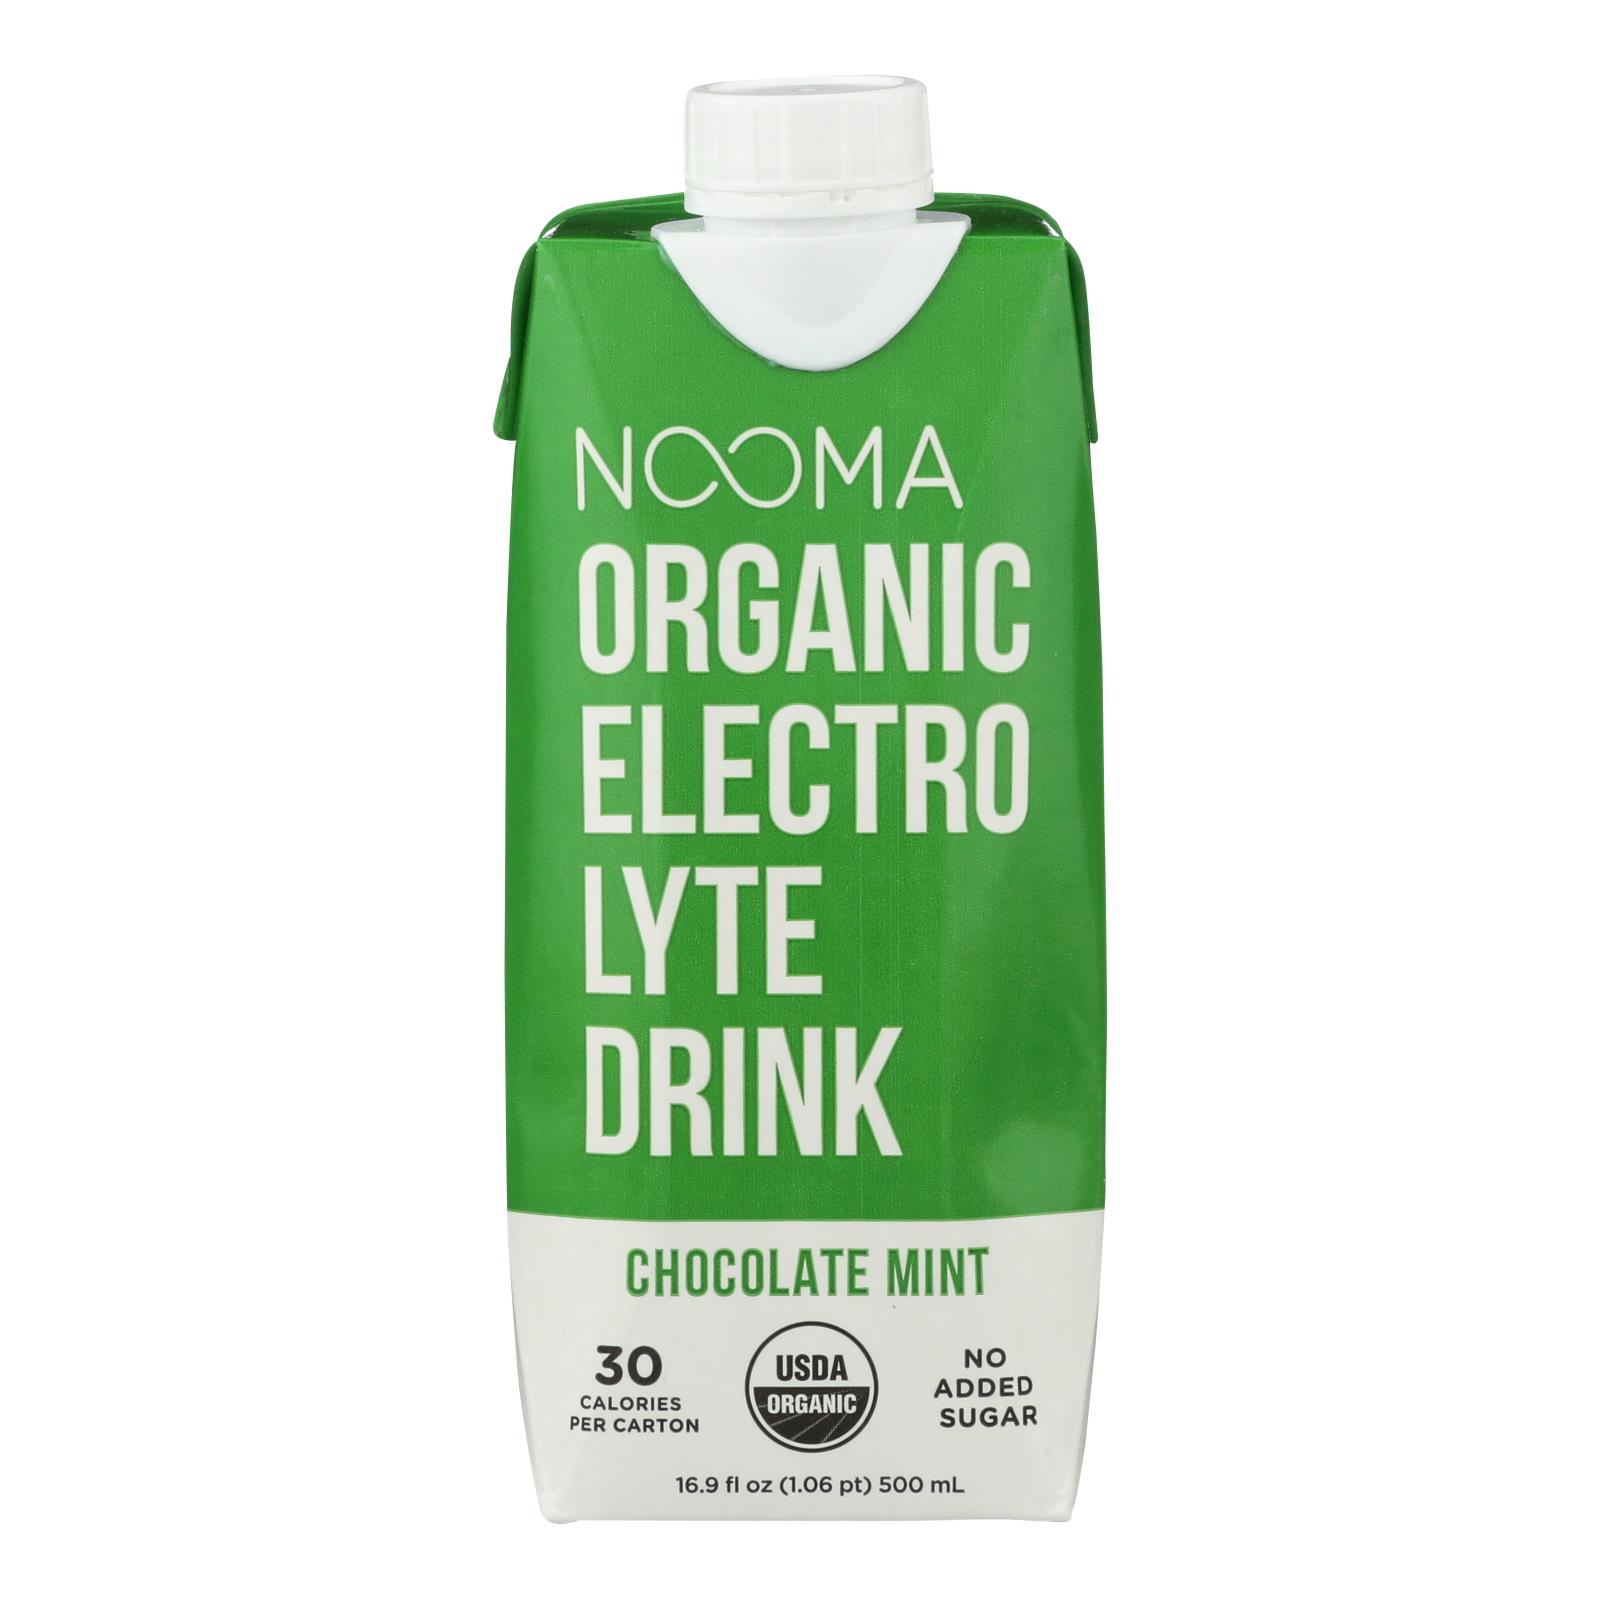 NOOMA
ORGANIC
ELECTRO
LYTE
DRINK
CHOCOLATE MINT
30
CALORIES
PER CARTON
USDA
ORGANIC
NO
ADDED
SUGAR
16.9 fl oz (1.06 pt) 500 mL